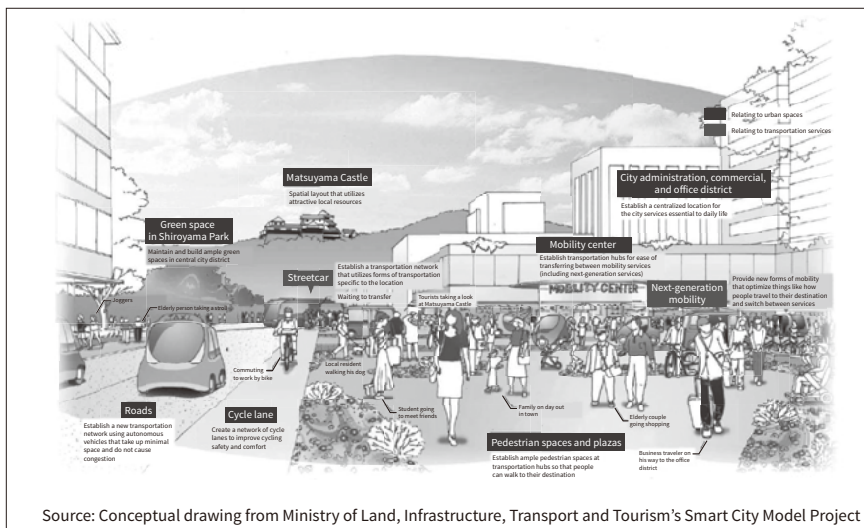 Relating to urban spaces
Relating to transportation services
Matsuyama Castle
Spatial layout that utilizes
attractive local resources
City administration, commercial,
and office district
Establish a centralized location for
the city services essential to daily life
Green space
in Shiroyama Park
Maintain and build ample green
spaces in central city district
Mobility center
Establish transportation hubs for ease of
transferring between mobility services
(including next-generation services)
Streetcar
Establish a transportation network
that utilizes forms of transportation
specific to the location
Waiting to transfer
Tourists taking a look
at Matsuyama Castle
MOBILITY CENTER
Next-generation
mobility
Provide new forms of mobility
that optimize things like how
people travel to their destination
and switch between services
Joggers
Elderly person taking a stroll
Commuting
to work by bike
Local resident
walking his dog
Student going
to meet friends
Family on day out
in town
Elderly couple
going shopping
Business traveler on
his way to the office
district
Roads
Establish a new transportation
network using autonomous
vehicles that take up minimal
space and do not cause
congestion
Cycle lane
Create a network of cycle
lanes to improve cycling
safety and comfort
Pedestrian spaces and plazas
Establish ample pedestrian spaces at
transportation hubs so that people
can walk to their destination
Source: Conceptual drawing from Ministry of Land, Infrastructure, Transport and Tourism's Smart City Model Project